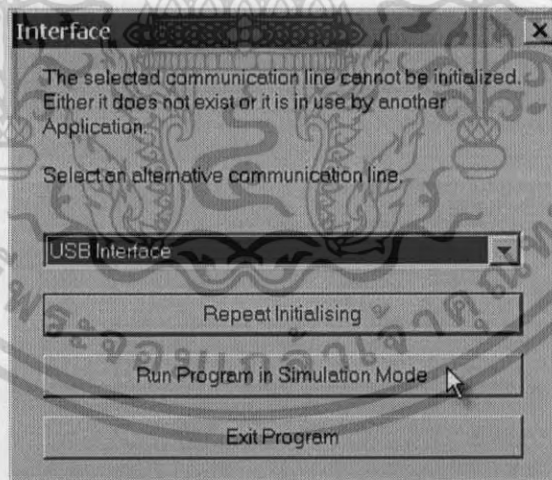 Interface
The selected communication line cannot be initialized.
Either it does not exist or it is in use by another
Application.
Select an alternative communication line.
USB Interface
Repeat Initialising
Run Program in Simulation Mode
Exit Program